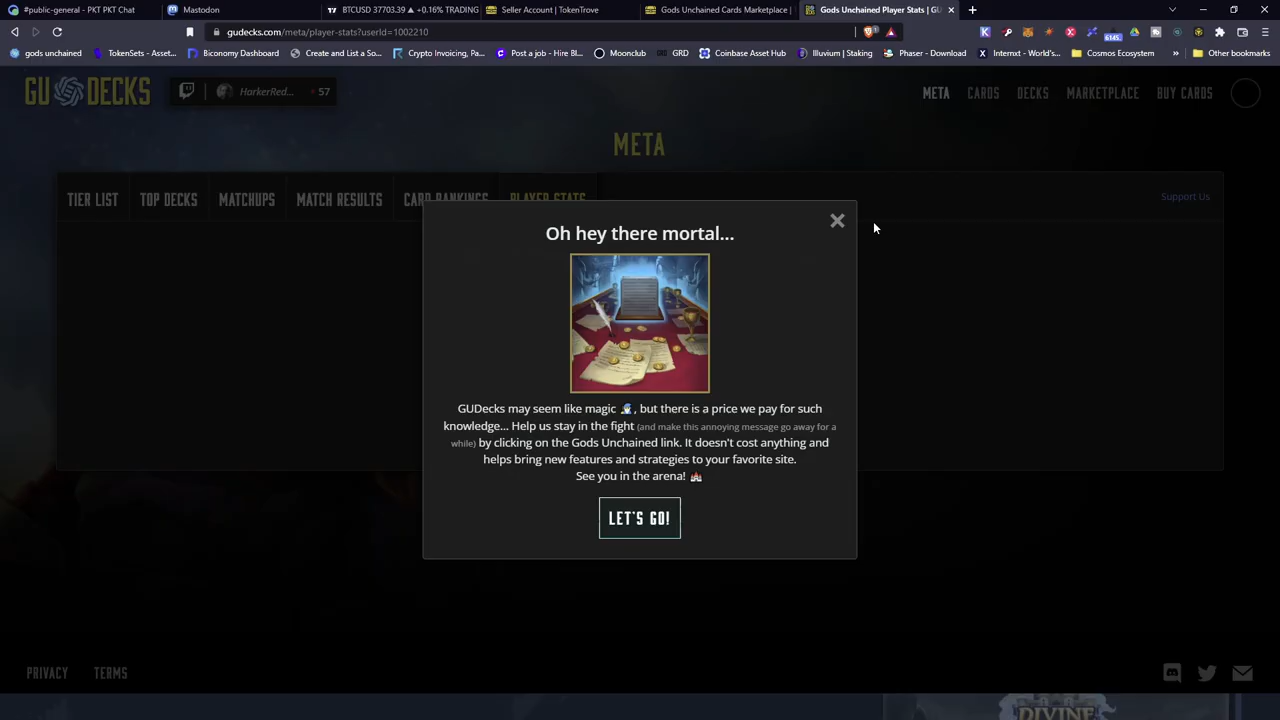 #public-general - PKT PKT Chat
Mastodon
BTCUSD 37703.39 ▲ +0.16% TRADING
Seller Account | TokenTrove
Gods Unchained Cards Marketplace |
Gods Unchained Player Stats | GU
gudecks.com/meta/player-stats?userId=1002210
gods unchained
TokenSets - Asset...
Biconomy Dashboard
Create and List a So...
Crypto Invoicing, Pa...
Post a job - Hire Bl...
Moonclub
GRD
Coinbase Asset Hub
Illuvium | Staking
Phaser - Download
Internxt - World's...
Cosmos Ecosystem
»
Other bookmarks
GU DECKS
HarkerRed...
57
META
CARDS
DECKS
MARKETPLACE
BUY CARDS
META
TIER LIST
TOP DECKS
MATCHUPS
MATCH RESULTS
CARD RANKINGS
PLAYER STATS
Support Us
Oh hey there mortal...
GUDecks may seem like magic 🧙, but there is a price we pay for such
knowledge... Help us stay in the fight (and make this annoying message go away for a
while) by clicking on the Gods Unchained link. It doesn't cost anything and
helps bring new features and strategies to your favorite site.
See you in the arena! 🏰
LET'S GO!
PRIVACY
TERMS
DIVINE